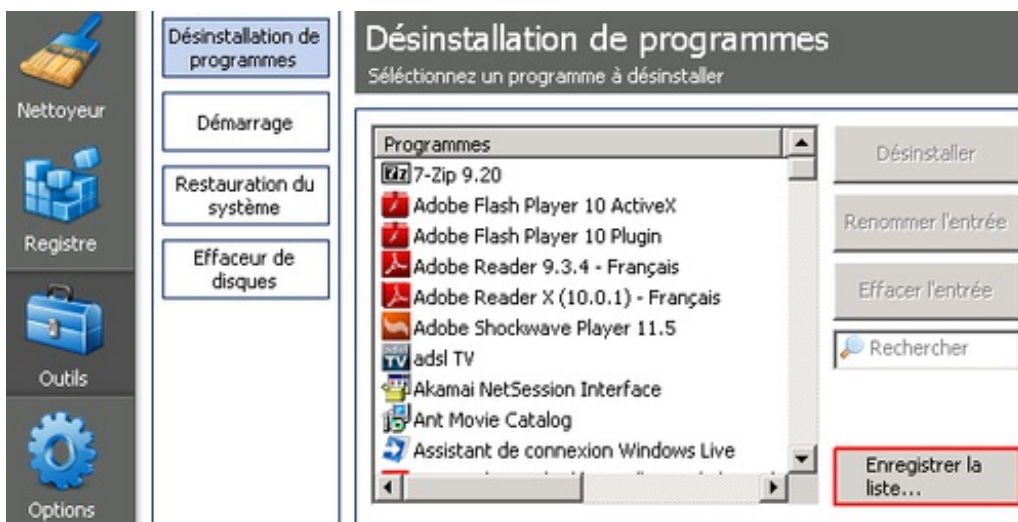 Nettoyeur
Registre
Outils
Options
Désinstallation de
programmes
Démarrage
Restauration du
système
Effaceur de
disques
Désinstallation de programmes
Séléctionnez un programme à désinstaller
Programmes
7-Zip 9.20
Adobe Flash Player 10 ActiveX
Adobe Flash Player 10 Plugin
Adobe Reader 9.3.4 - Français
Adobe Reader X (10.0.1) - Français
Adobe Shockwave Player 11.5
adsl TV
Akamai NetSession Interface
Ant Movie Catalog
Assistant de connexion Windows Live
Désinstaller
Renommer l'entrée
Effacer l'entrée
Rechercher
Enregistrer la
liste...